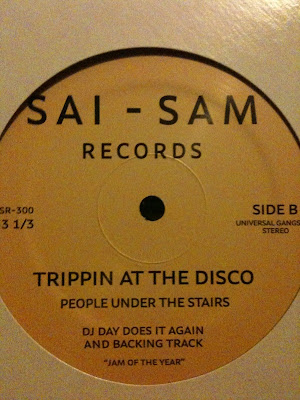 SAI - SAM
RECORDS
SR-300
3 1/3
SIDE B
UNIVERSAL GANGS
STEREO
TRIPPIN AT THE DISCO
PEOPLE UNDER THE STAIRS
DJ DAY DOES IT AGAIN
AND BACKING TRACK
"JAM OF THE YEAR"